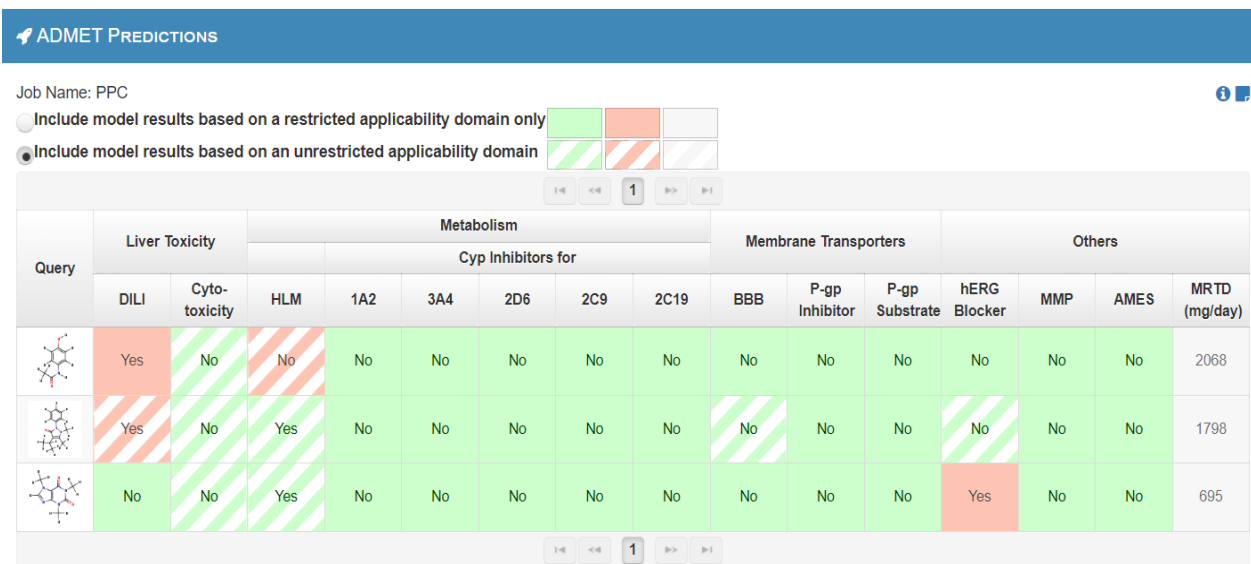 ADMET PREDICTIONS
Job Name: PPC
Include model results based on a restricted applicability domain only
Include model results based on an unrestricted applicability domain
1
Query Liver Toxicity Metabolism Membrane Transporters Others
Cyp Inhibitors for
DILI Cyto-toxicity HLM 1A2 3A4 2D6 2C9 2C19 BBB P-gp Inhibitor P-gp Substrate hERG Blocker MMP AMES MRTD (mg/day)
Yes No No No No No No No No No No No No No 2068
Yes No Yes No No No No No No No No No No No 1798
No No Yes No No No No No No No No Yes No No 695
1